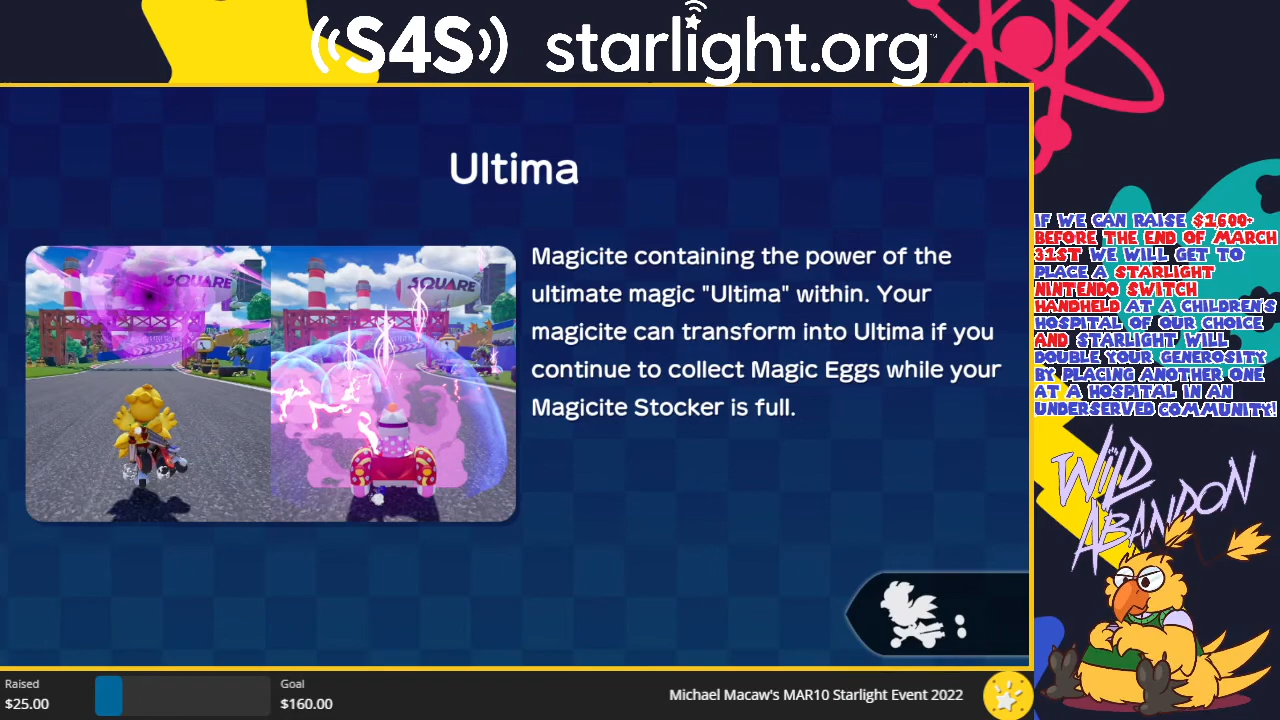 ((S4S)) starlight.org™
Ultima
SQUARE
SQUARE
Magicite containing the power of the
ultimate magic "Ultima" within. Your
magicite can transform into Ultima if you
continue to collect Magic Eggs while your
Magicite Stocker is full.
IF WE CAN RAISE $1600
BEFORE THE END OF MARCH
31ST WE WILL GET TO
PLACE A STARLIGHT
NINTENDO SWITCH
HANDHELD AT A CHILDREN'S
HOSPITAL OF OUR CHOICE
AND STARLIGHT WILL
DOUBLE YOUR GENEROSITY
BY PLACING ANOTHER ONE
AT A HOSPITAL IN AN
UNDERSERVED COMMUNITY!
WILD
ABANDON
Raised
$25.00
Goal
$160.00
Michael Macaw's MAR10 Starlight Event 2022